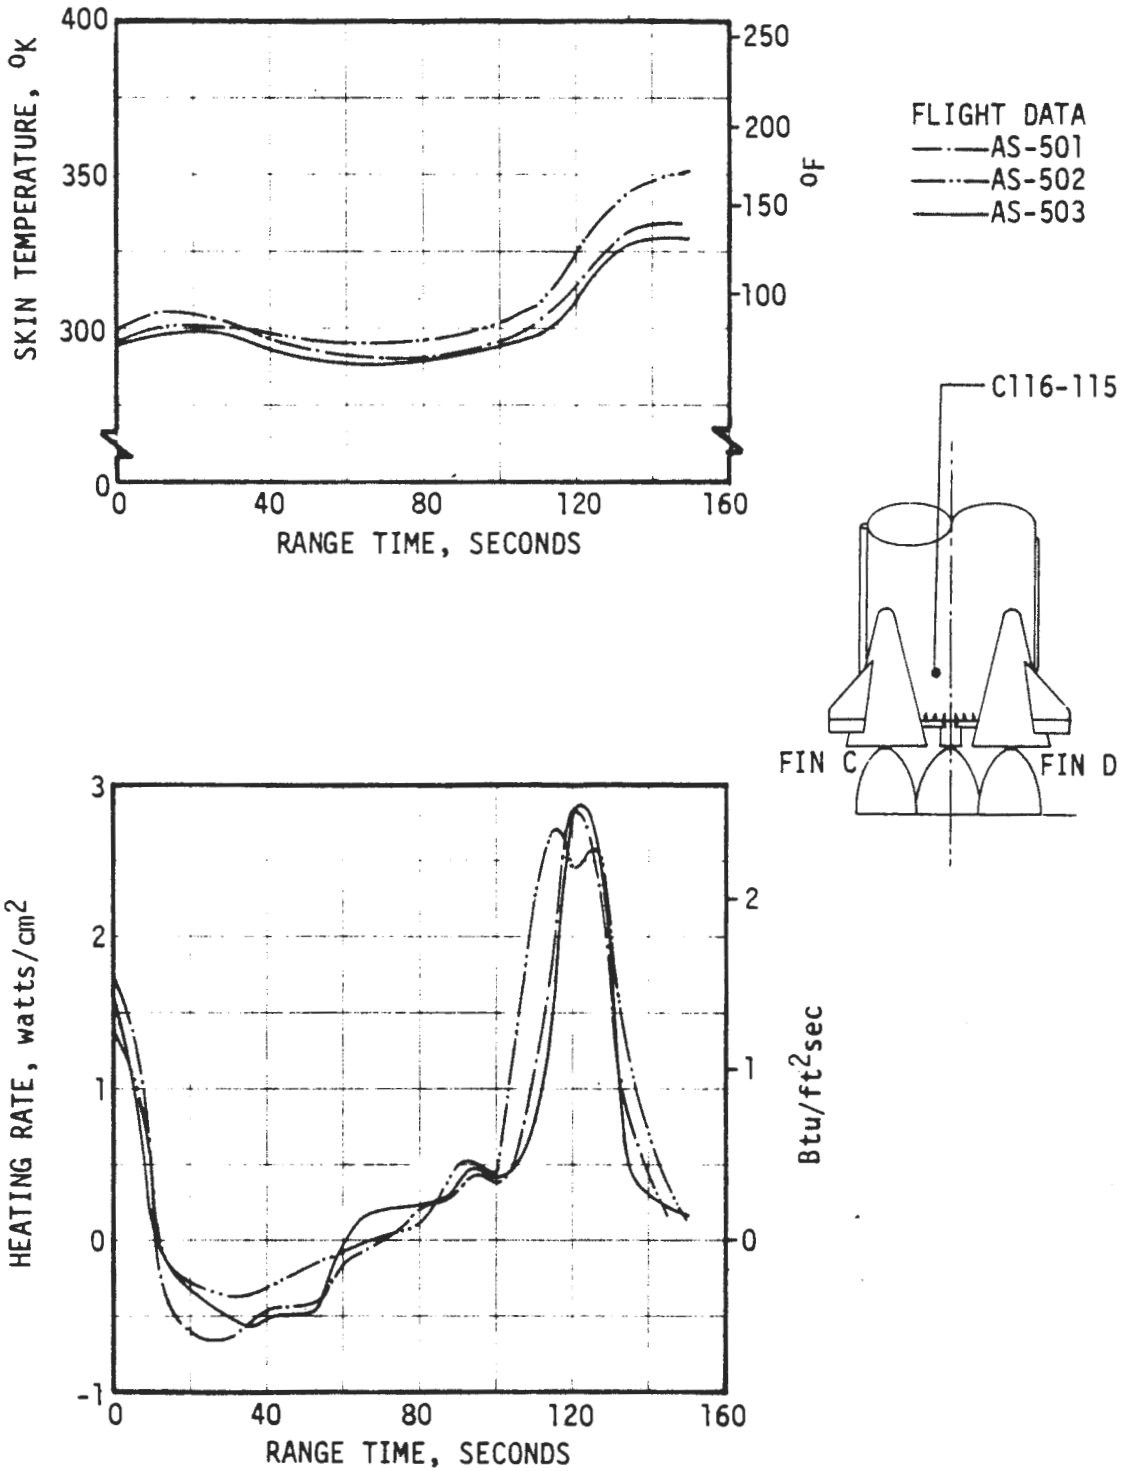 400
350
300
0
SKIN TEMPERATURE, °K
250
200
150
100
°F
0 40 80 120 160
RANGE TIME, SECONDS
FLIGHT DATA
AS-501
AS-502
AS-503
C116-115
FIN C
FIN D
3
2
1
0
-1
HEATING RATE, watts/cm²
2
1
0
Btu/ft²sec
0 40 80 120 160
RANGE TIME, SECONDS